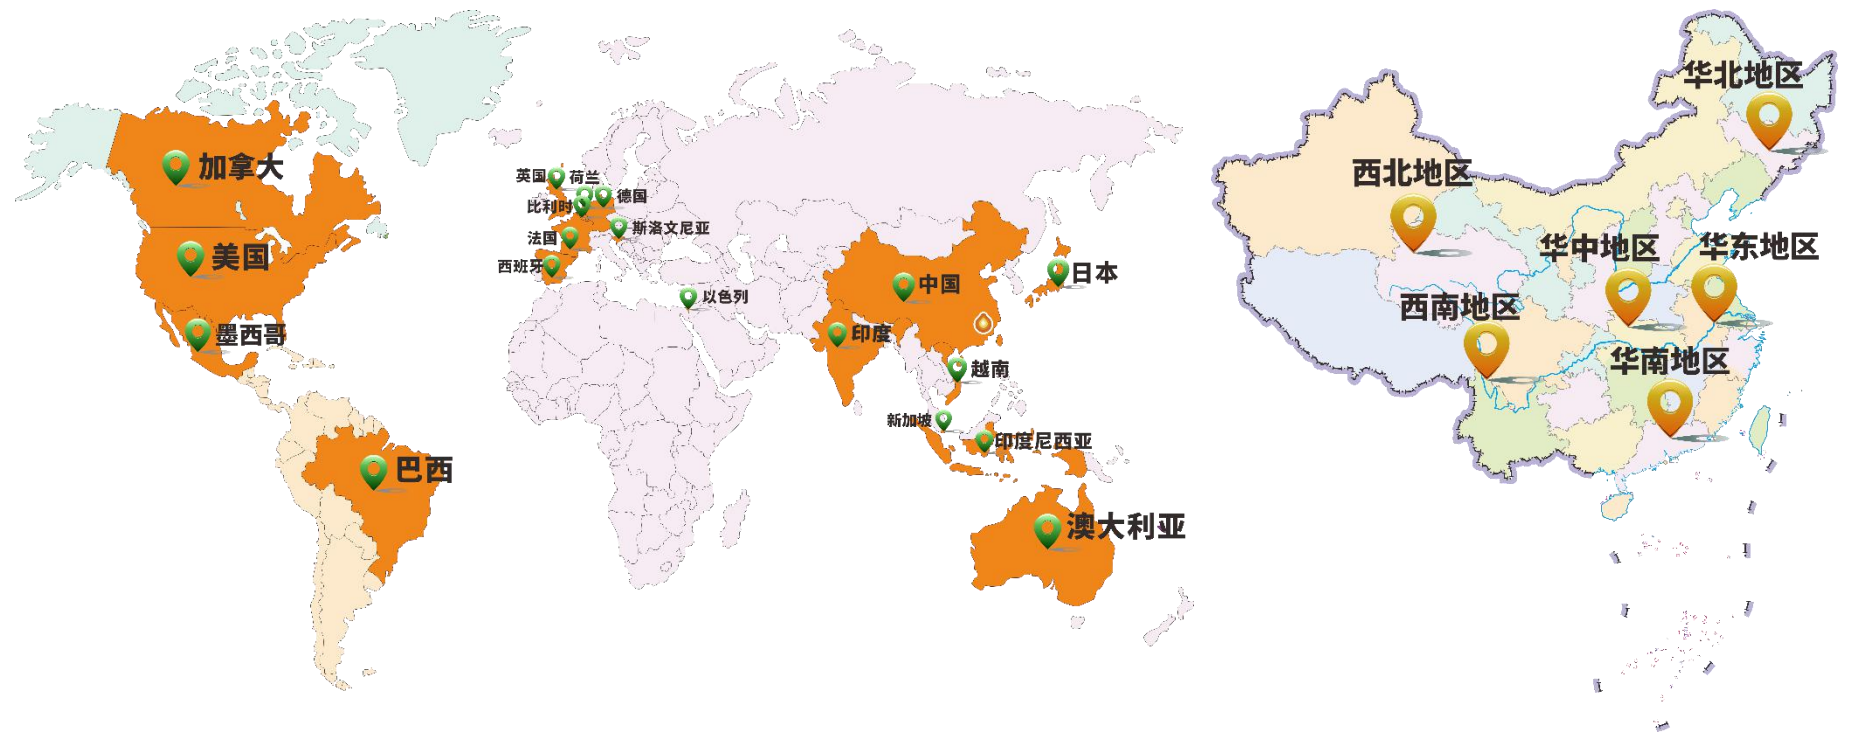 加拿大
美国
墨西哥
巴西
英国
荷兰
德国
比利时
斯洛文尼亚
法国
西班牙
以色列
中国
日本
印度
越南
新加坡
印度尼西亚
澳大利亚
华北地区
西北地区
华中地区
华东地区
西南地区
华南地区